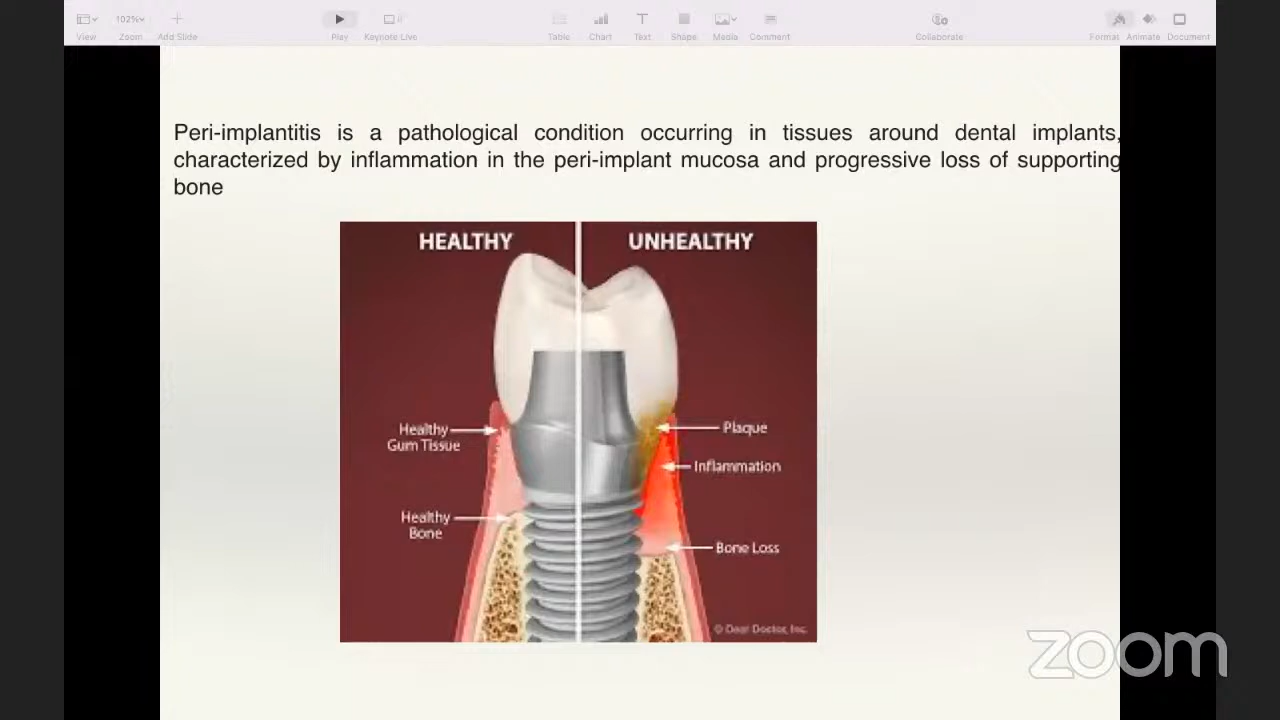 102%
View Zoom Add Slide Play Keynote Live Table Chart Text Shape Media Comment Collaborate Format Animate Document
Peri-implantitis is a pathological condition occurring in tissues around dental implants,
characterized by inflammation in the peri-implant mucosa and progressive loss of supporting
bone
HEALTHY UNHEALTHY
Healthy
Gum Tissue
Plaque
Inflammation
Healthy
Bone
Bone Loss
© Dear Doctor, Inc.
zoom